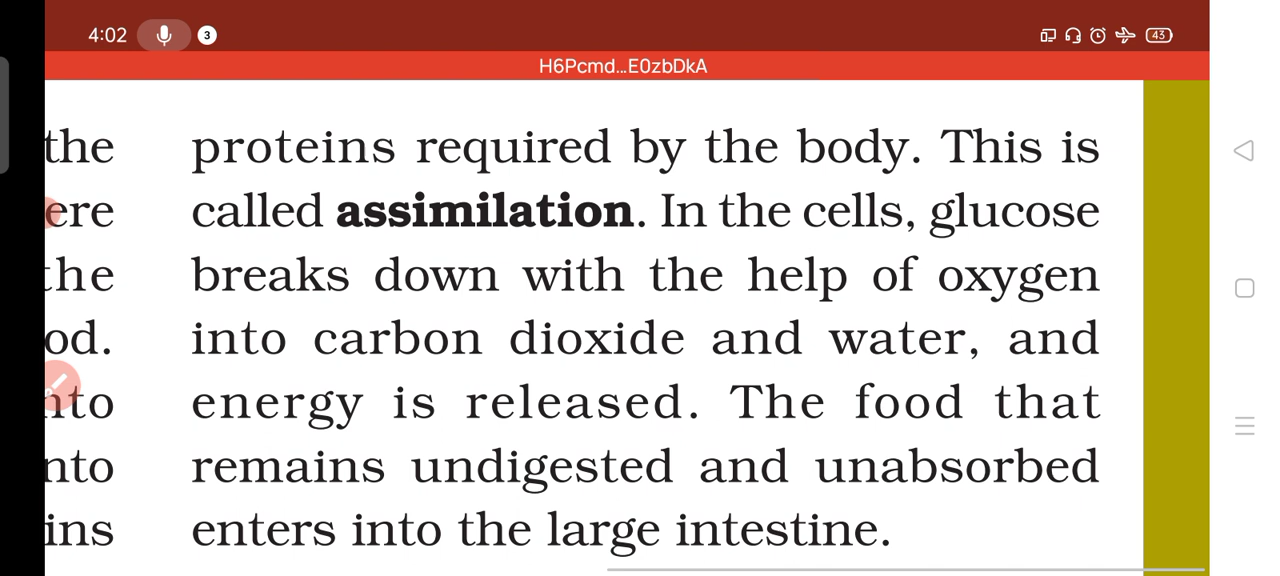 4:02 3 43
H6Pcmd...E0zbDkA
the proteins required by the body. This is
ere called assimilation. In the cells, glucose
the breaks down with the help of oxygen
od. into carbon dioxide and water, and
nto energy is released. The food that
nto remains undigested and unabsorbed
ins enters into the large intestine.